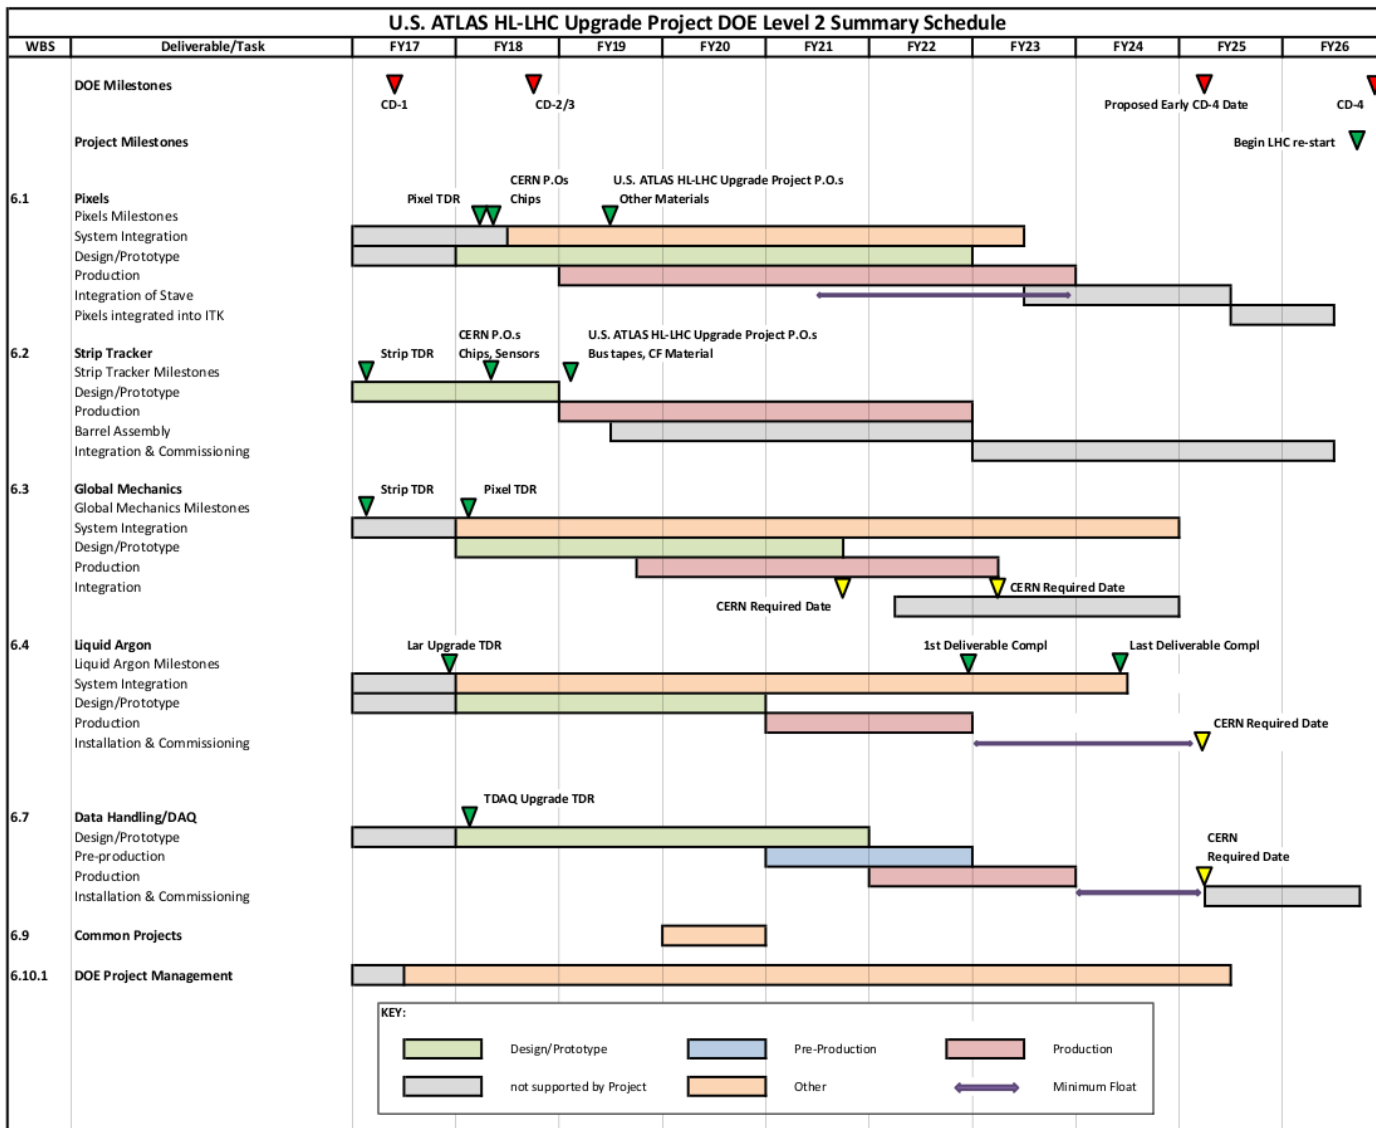 U.S. ATLAS HL-LHC Upgrade Project DOE Level 2 Summary Schedule
WBS Deliverable/Task FY17 FY18 FY19 FY20 FY21 FY22 FY23 FY24 FY25 FY26
DOE Milestones
CD-1 CD-2/3 Proposed Early CD-4 Date CD-4
Project Milestones Begin LHC re-start
CERN P.Os U.S. ATLAS HL-LHC Upgrade Project P.O.s
6.1 Pixels Pixel TDR Chips Other Materials
Pixels Milestones
System Integration
Design/Prototype
Production
Integration of Stave
Pixels integrated into ITK
CERN P.O.s U.S. ATLAS HL-LHC Upgrade Project P.O.s
6.2 Strip Tracker Strip TDR Chips, Sensors Bus tapes, CF Material
Strip Tracker Milestones
Design/Prototype
Production
Barrel Assembly
Integration & Commissioning
6.3 Global Mechanics Strip TDR Pixel TDR
Global Mechanics Milestones
System Integration
Design/Prototype
Production
Integration CERN Required Date
CERN Required Date
6.4 Liquid Argon Lar Upgrade TDR 1st Deliverable Compl Last Deliverable Compl
Liquid Argon Milestones
System Integration
Design/Prototype
Production CERN Required Date
Installation & Commissioning
TDAQ Upgrade TDR
6.7 Data Handling/DAQ
Design/Prototype CERN
Pre-production Required Date
Production
Installation & Commissioning
6.9 Common Projects
6.10.1 DOE Project Management
KEY:
Design/Prototype Pre-Production Production
not supported by Project Other Minimum Float